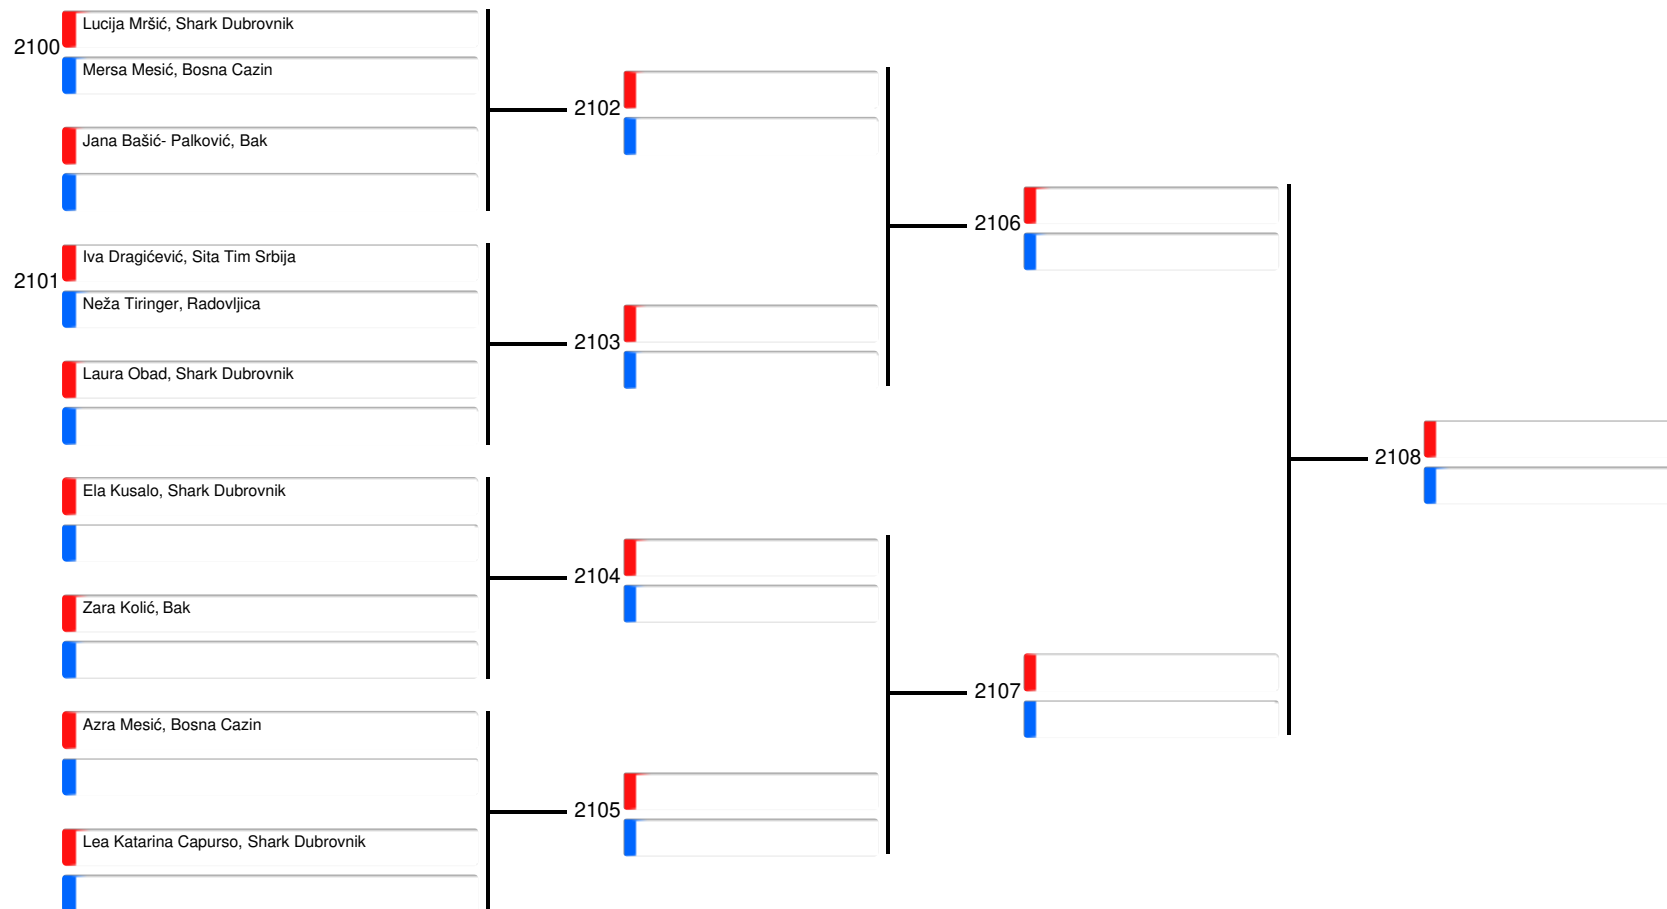 Lucija Mršić, Shark Dubrovnik
2100
Mersa Mesić, Bosna Cazin
2102
Jana Bašić- Palković, Bak
2106
Iva Dragićević, Sita Tim Srbija
2101
Neža Tiringer, Radovljica
2103
Laura Obad, Shark Dubrovnik
2108
Ela Kusalo, Shark Dubrovnik
2104
Zara Kolić, Bak
2107
Azra Mesić, Bosna Cazin
2105
Lea Katarina Capurso, Shark Dubrovnik